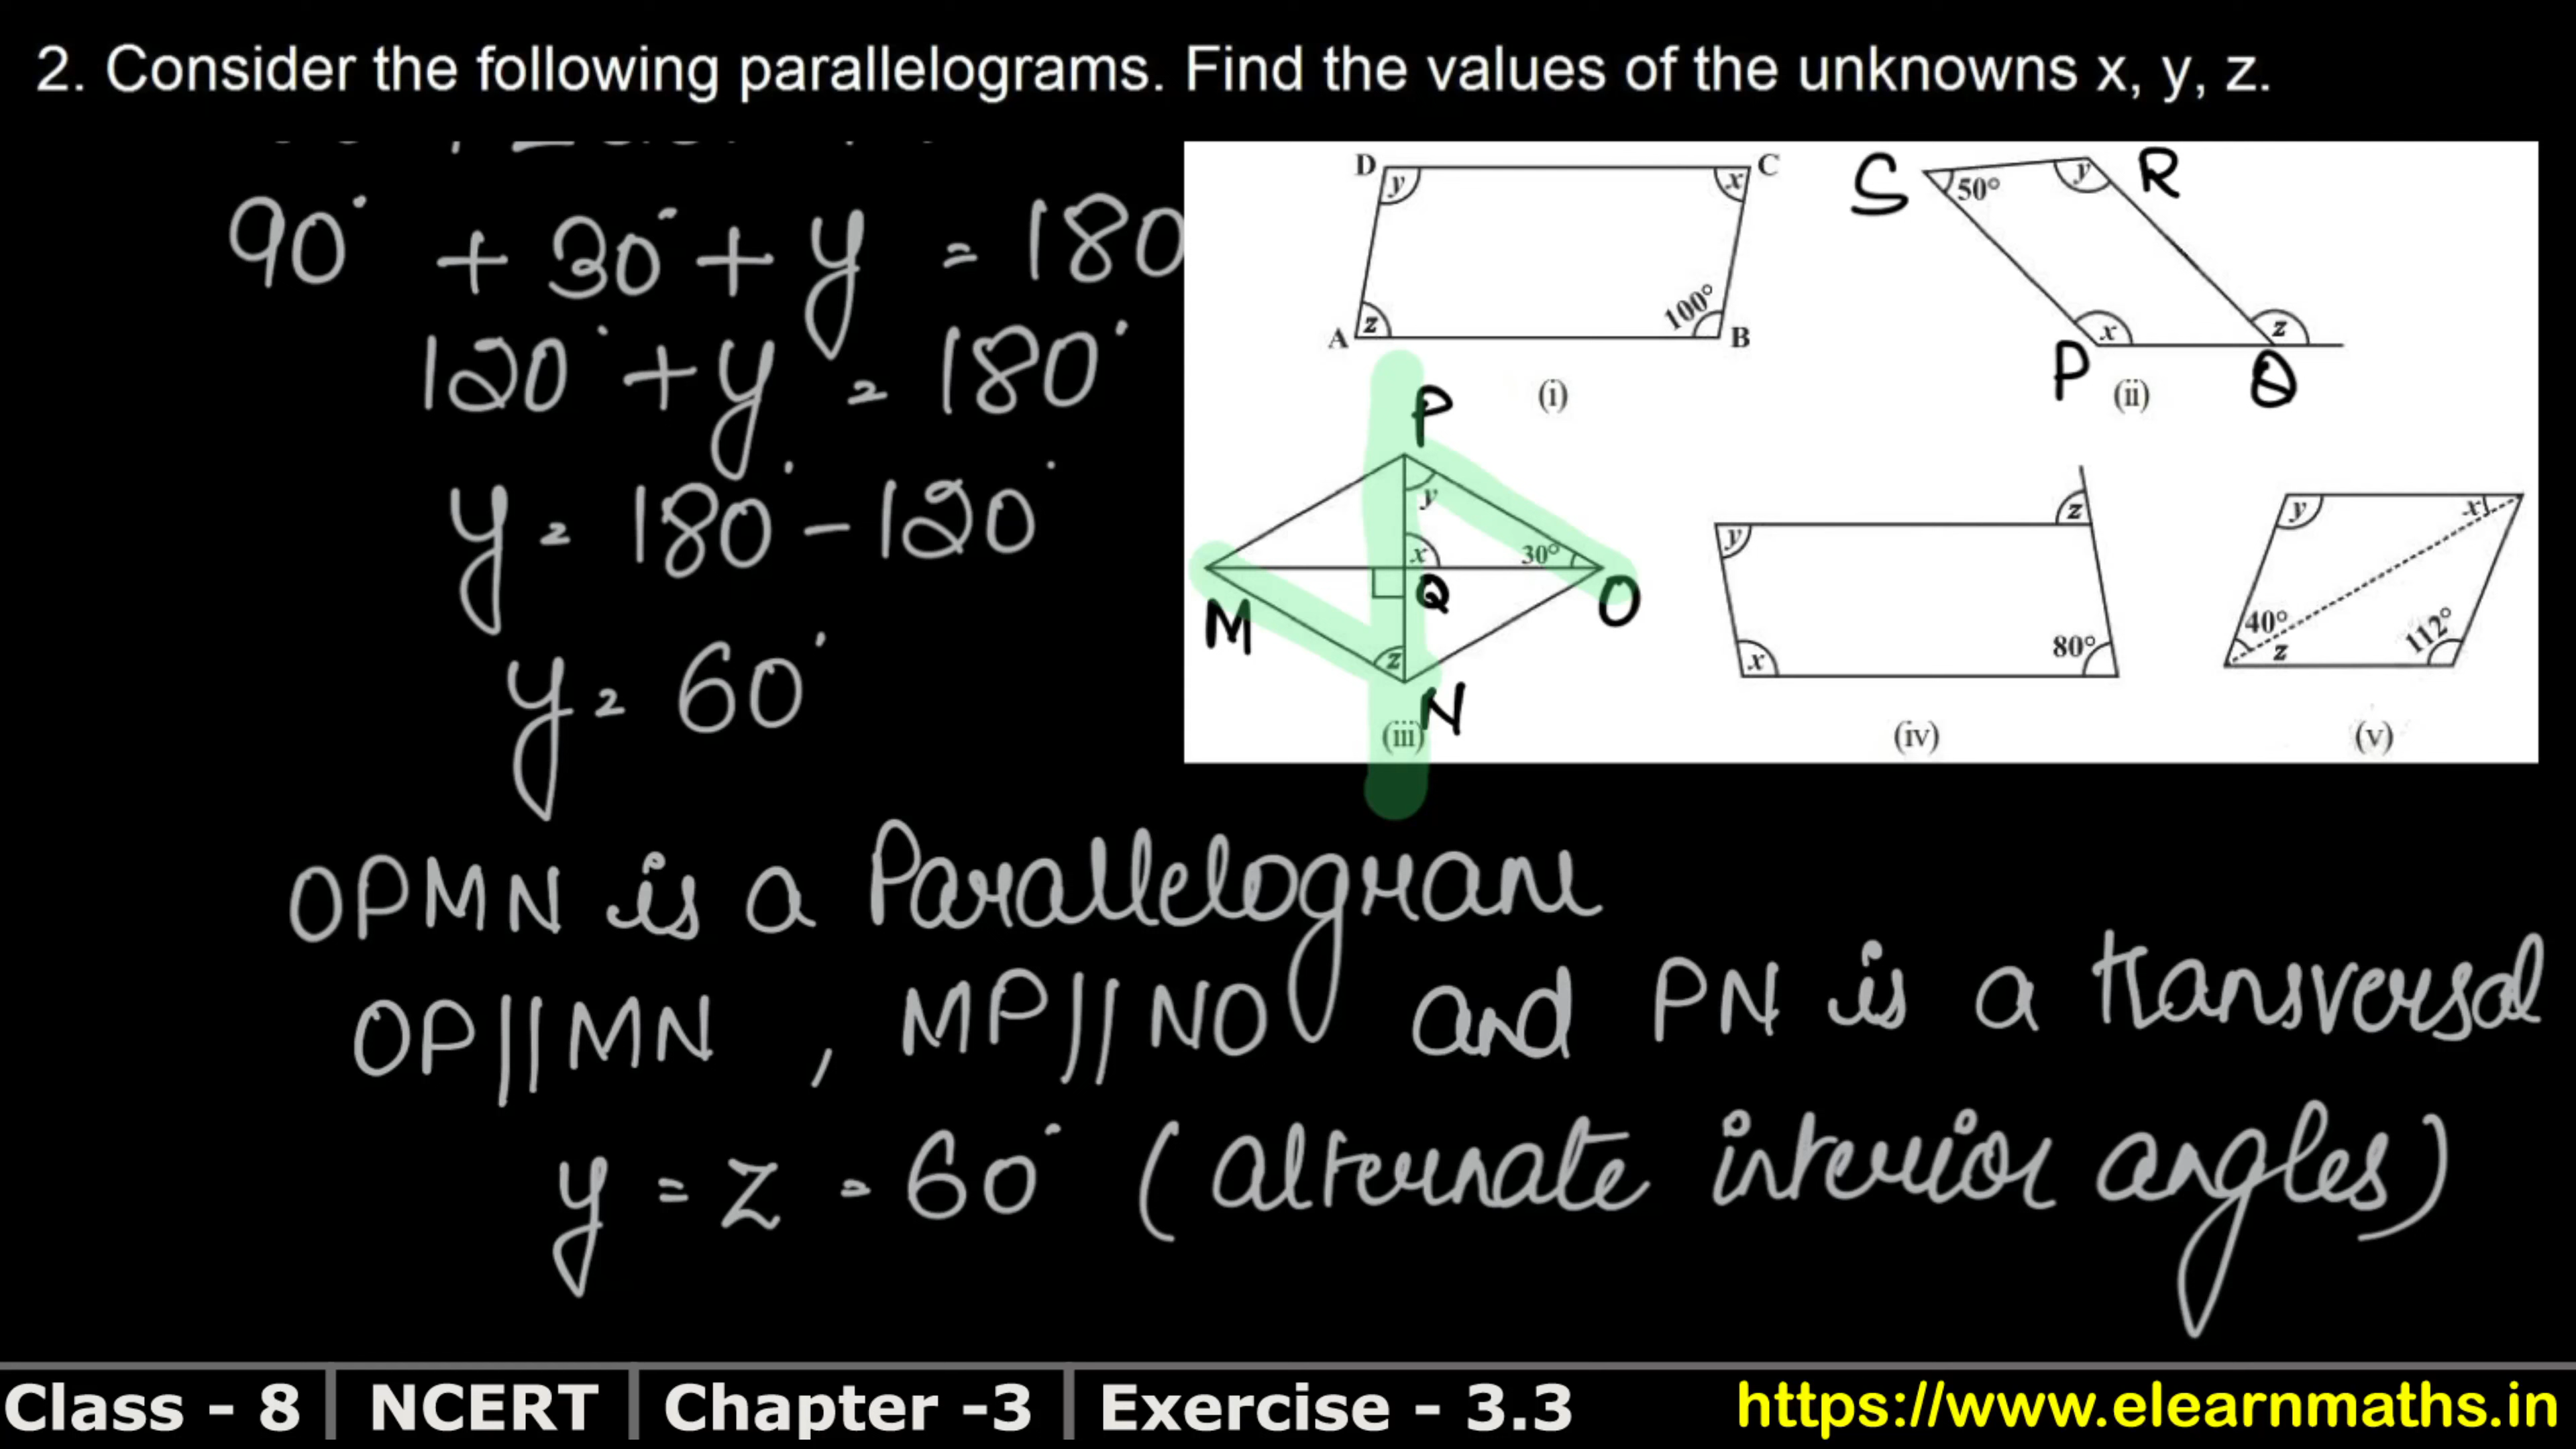 2. Consider the following parallelograms. Find the values of the unknowns x, y, z.
90° + 30° + y = 180
120° + y = 180°
y = 180° - 120°
y = 60°
D y x C
A z 100° B
(i)
S 50° y R
P x z Q
(ii)
P
y
x 30°
M Q O
z
N
(iii)
z
y
x 80°
(iv)
y x
40°
z 112°
(v)
OPMN is a Parallelogram
OP||MN , MP||NO and PN is a transversal
y = z = 60° (alternate interior angles)
Class - 8 | NCERT | Chapter -3 | Exercise - 3.3 https://www.elearnmaths.in